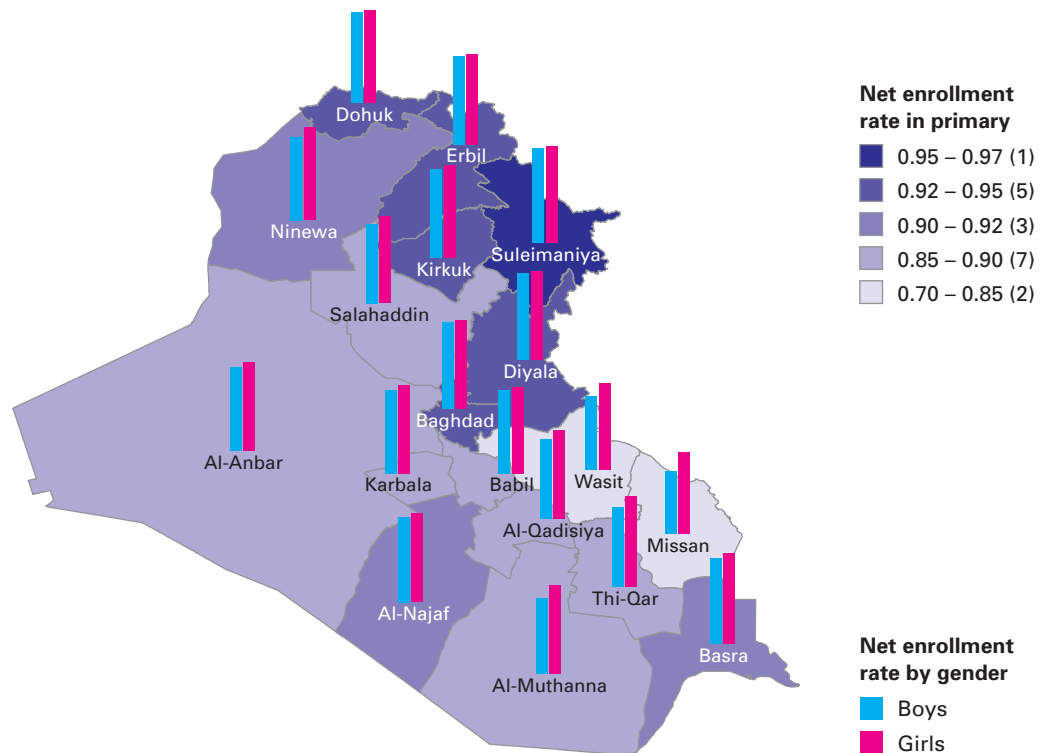 Dohuk
Erbil
Ninewa
Suleimaniya
Kirkuk
Salahaddin
Diyala
Baghdad
Al-Anbar
Karbala
Babil
Wasit
Al-Qadisiya
Missan
Thi-Qar
Al-Najaf
Basra
Al-Muthanna
Net enrollment
rate in primary
0.95 – 0.97 (1)
0.92 – 0.95 (5)
0.90 – 0.92 (3)
0.85 – 0.90 (7)
0.70 – 0.85 (2)
Net enrollment
rate by gender
Boys
Girls